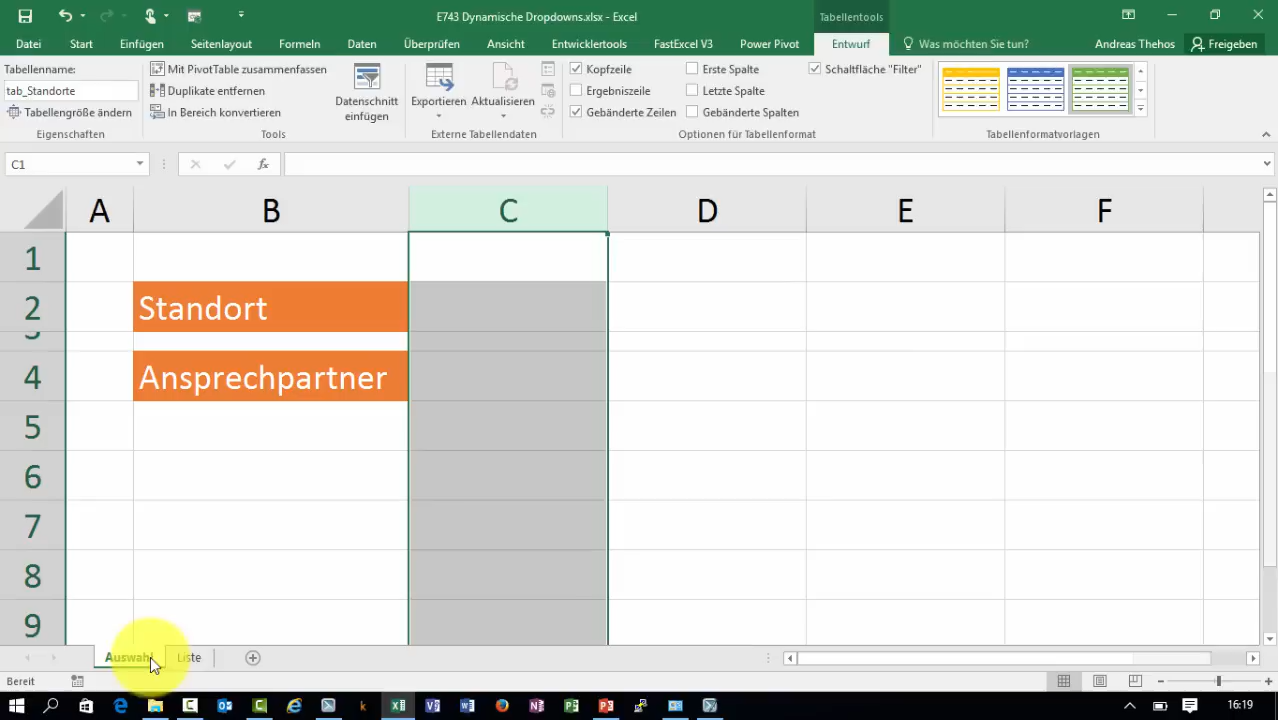 E743 Dynamische Dropdowns.xlsx - Excel
Tabellentools
Datei Start Einfügen Seitenlayout Formeln Daten Überprüfen Ansicht Entwicklertools FastExcel V3 Power Pivot Entwurf Was möchten Sie tun? Andreas Thehos Freigeben
Tabellenname:
tab_Standorte
Tabellengröße ändern
Eigenschaften
Mit PivotTable zusammenfassen
Duplikate entfernen
In Bereich konvertieren
Tools
Datenschnitt
einfügen
Exportieren Aktualisieren
Externe Tabellendaten
Kopfzeile Erste Spalte Schaltfläche "Filter"
Ergebniszeile Letzte Spalte
Gebänderte Zeilen Gebänderte Spalten
Optionen für Tabellenformat
Tabellenformatvorlagen
C1 fx
A B C D E F
1
2 Standort
3
4 Ansprechpartner
5
6
7
8
9
Auswahl Liste
Bereit
16:19